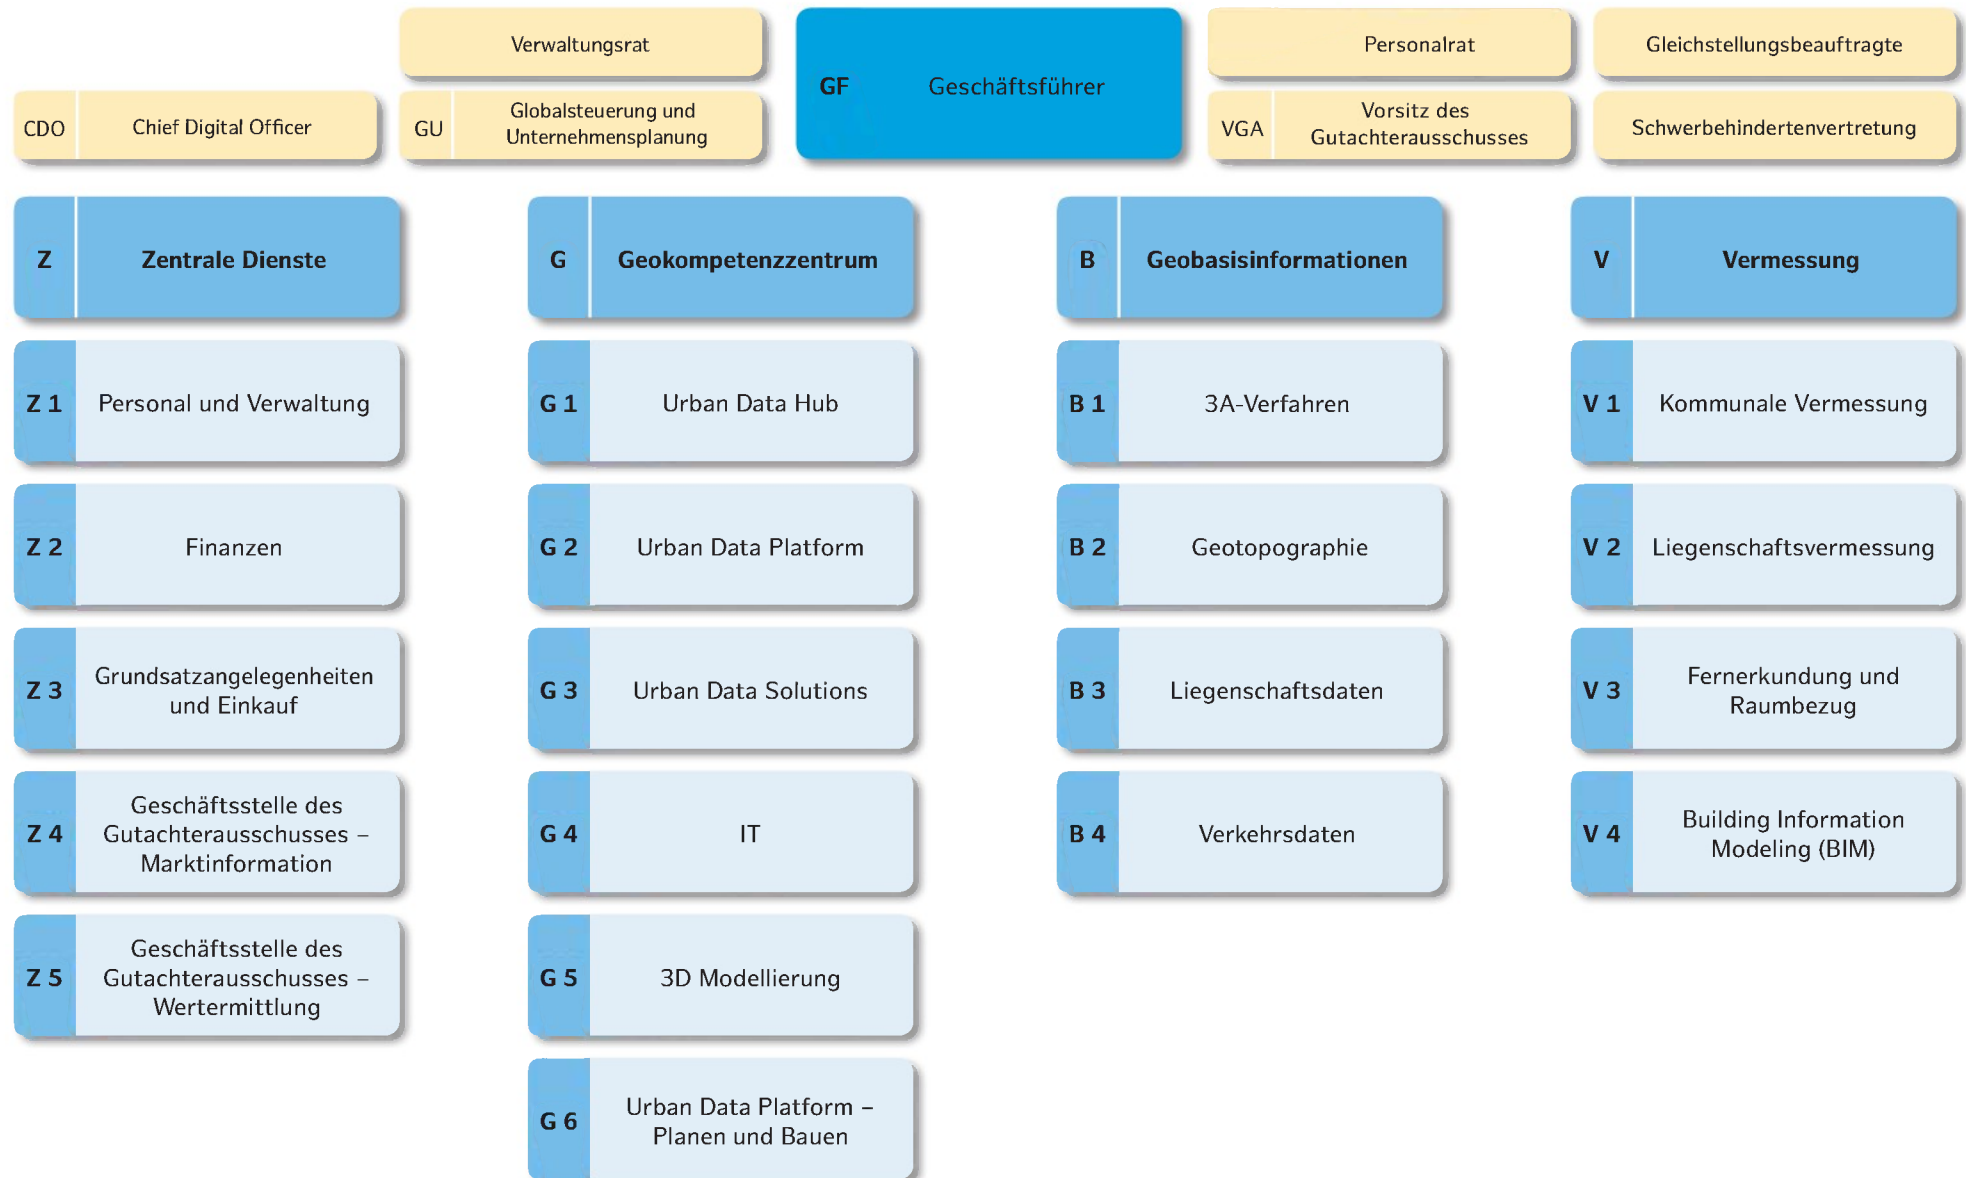 Verwaltungsrat
GF Geschäftsführer
Personalrat
Gleichstellungsbeauftragte
CDO Chief Digital Officer
GU Globalsteuerung und
Unternehmensplanung
VGA Vorsitz des
Gutachterausschusses
Schwerbehindertenvertretung
Z Zentrale Dienste
Z 1 Personal und Verwaltung
Z 2 Finanzen
Z 3 Grundsatzangelegenheiten
und Einkauf
Z 4 Geschäftsstelle des
Gutachterausschusses –
Marktinformation
Z 5 Geschäftsstelle des
Gutachterausschusses –
Wertermittlung
G Geokompetenzzentrum
G 1 Urban Data Hub
G 2 Urban Data Platform
G 3 Urban Data Solutions
G 4 IT
G 5 3D Modellierung
G 6 Urban Data Platform –
Planen und Bauen
B Geobasisinformationen
B 1 3A-Verfahren
B 2 Geotopographie
B 3 Liegenschaftsdaten
B 4 Verkehrsdaten
V Vermessung
V 1 Kommunale Vermessung
V 2 Liegenschaftsvermessung
V 3 Fernerkundung und
Raumbezug
V 4 Building Information
Modeling (BIM)